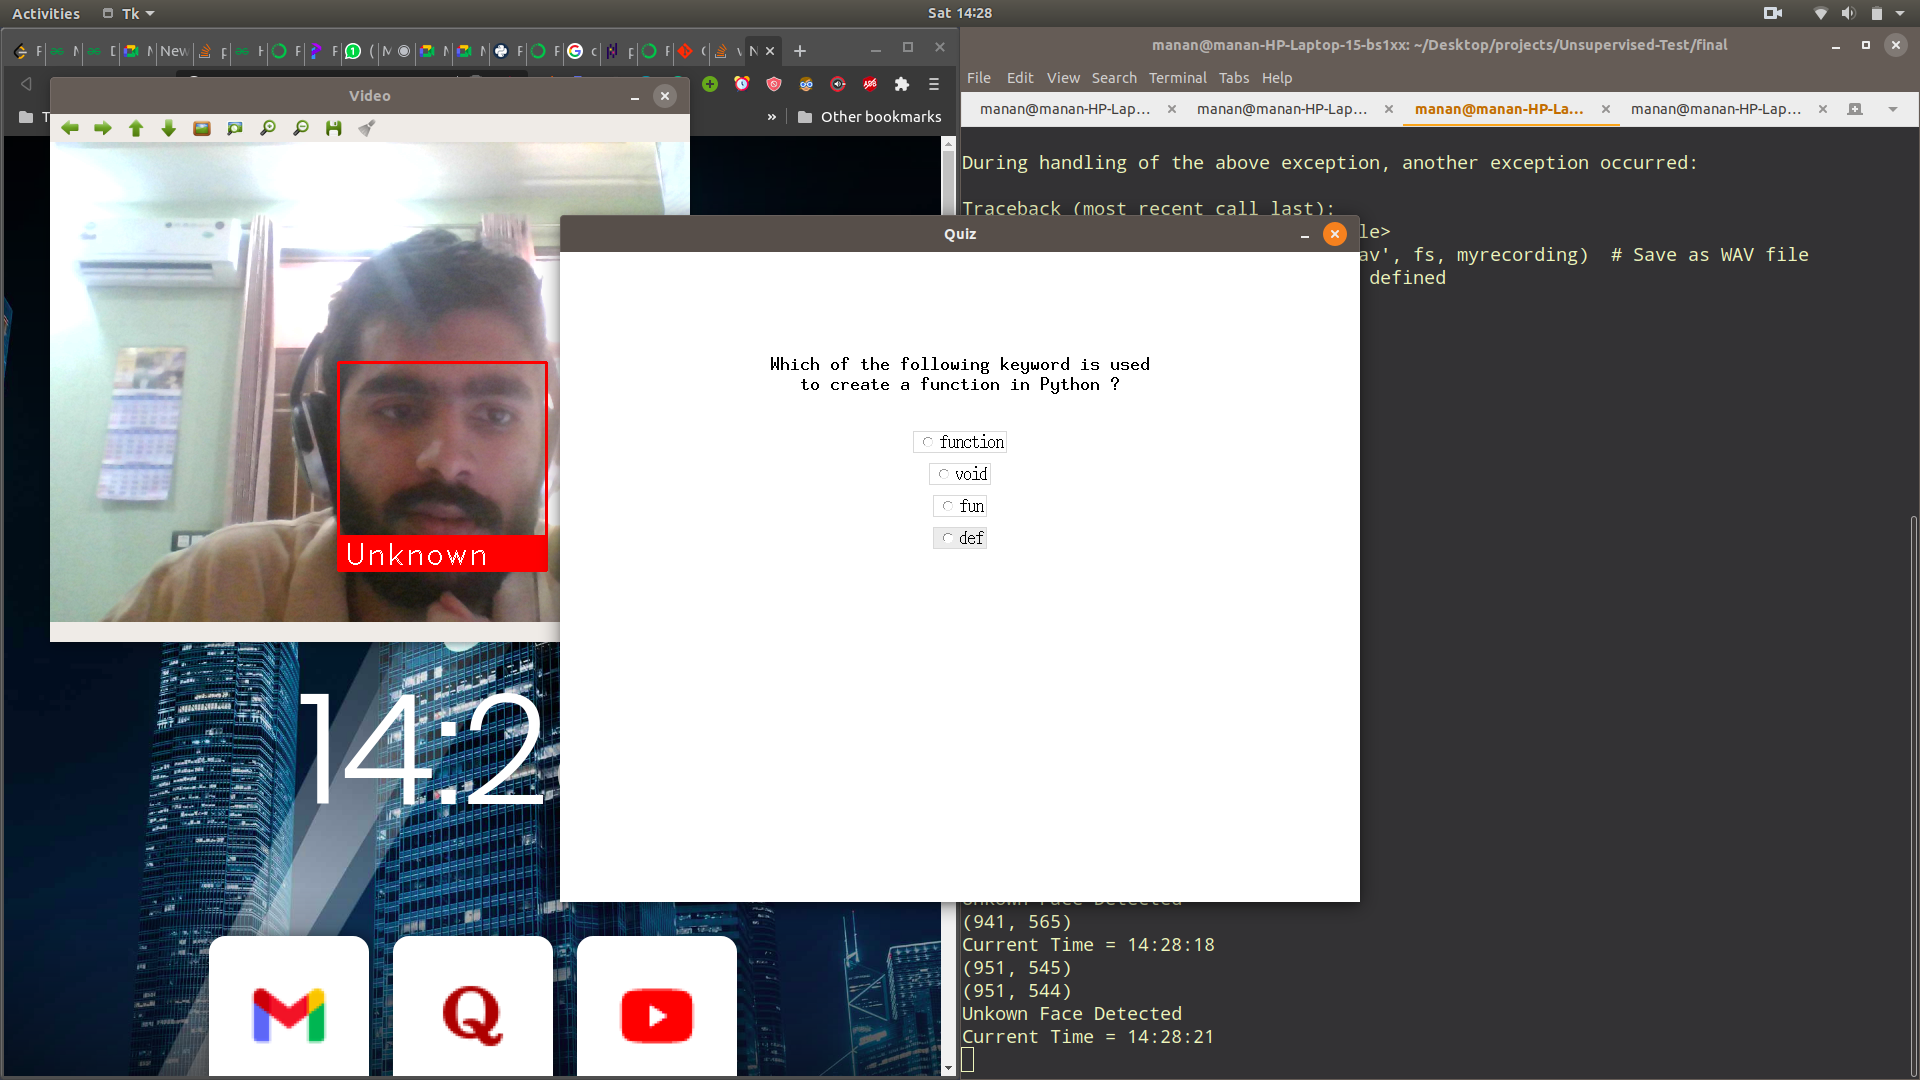 Activities
Tk
Sat 14:28
New
Other bookmarks
Video
Unknown
14:2
Quiz
Which of the following keyword is used
to create a function in Python ?
function
void
fun
def
manan@manan-HP-Laptop-15-bs1xx: ~/Desktop/projects/Unsupervised-Test/final
File Edit View Search Terminal Tabs Help
manan@manan-HP-Lap... manan@manan-HP-Lap... manan@manan-HP-La... manan@manan-HP-Lap...
During handling of the above exception, another exception occurred:
Traceback (most recent call last):
le>
av', fs, myrecording)  # Save as WAV file
defined
Unkown Face Detected
(941, 565)
Current Time = 14:28:18
(951, 545)
(951, 544)
Unkown Face Detected
Current Time = 14:28:21